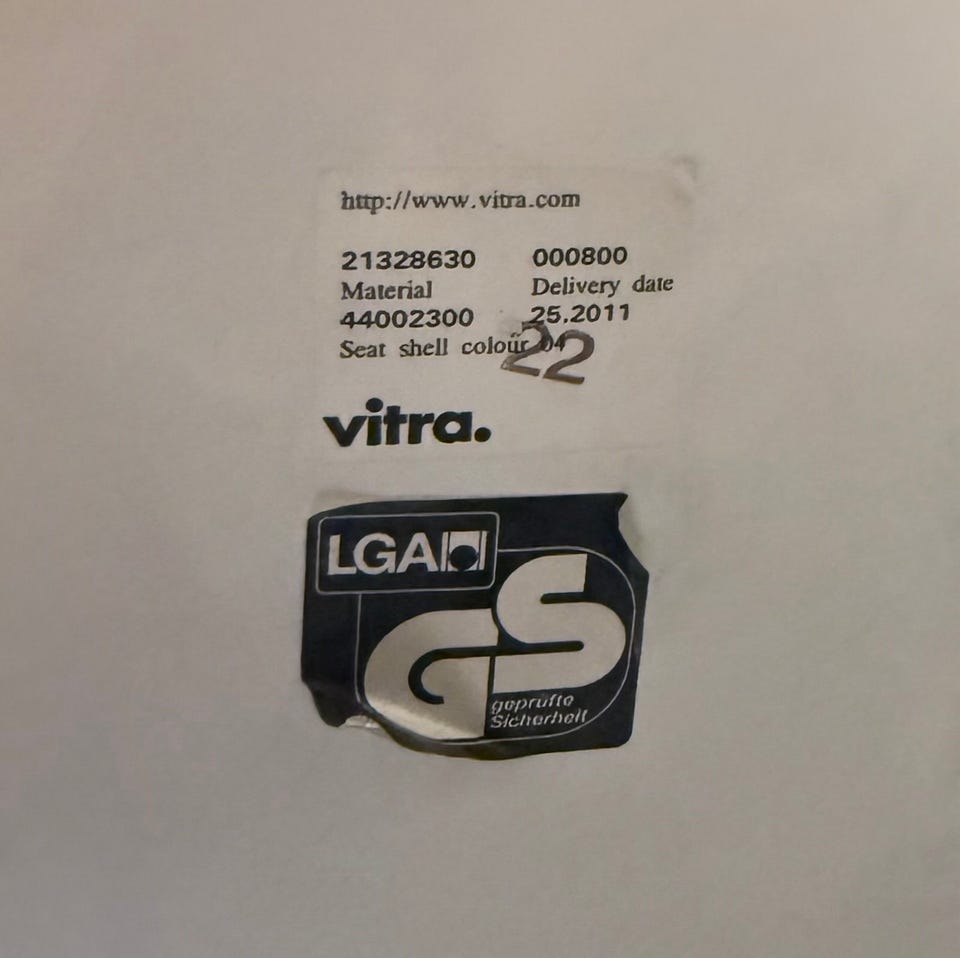 http://www.vitra.com
21328630 000800
Material Delivery date
44002300 25.2011
Seat shell colour 04
22
vitra.
LGA
GS
geprüfte
Sicherheit